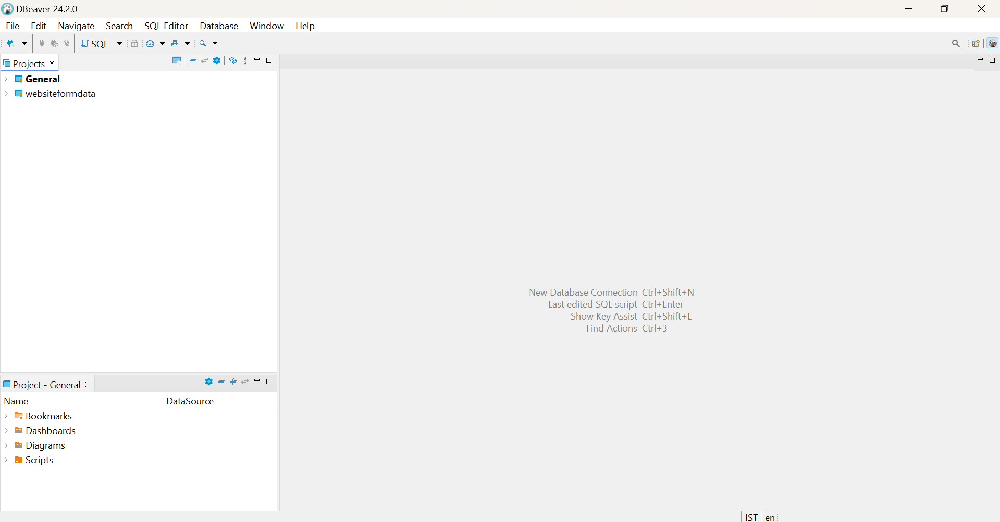 DBeaver 24.2.0
File Edit Navigate Search SQL Editor Database Window Help
SQL
Projects
General
websiteformdata
New Database Connection Ctrl+Shift+N
Last edited SQL script Ctrl+Enter
Show Key Assist Ctrl+Shift+L
Find Actions Ctrl+3
Project - General
Name DataSource
Bookmarks
Dashboards
Diagrams
Scripts
IST en